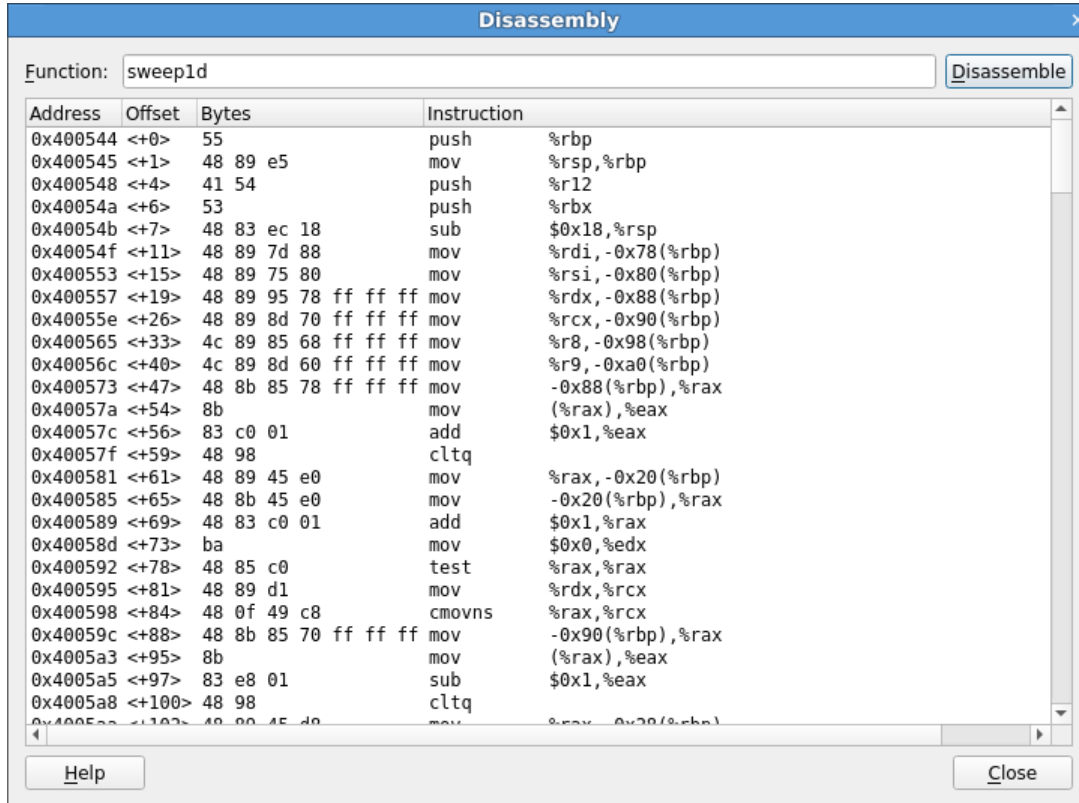 Disassembly
Function: sweep1d Disassemble
Address Offset Bytes Instruction
0x400544 <+0> 55 push %rbp
0x400545 <+1> 48 89 e5 mov %rsp,%rbp
0x400548 <+4> 41 54 push %r12
0x40054a <+6> 53 push %rbx
0x40054b <+7> 48 83 ec 18 sub $0x18,%rsp
0x40054f <+11> 48 89 7d 88 mov %rdi,-0x78(%rbp)
0x400553 <+15> 48 89 75 80 mov %rsi,-0x80(%rbp)
0x400557 <+19> 48 89 95 78 ff ff ff mov %rdx,-0x88(%rbp)
0x40055e <+26> 48 89 8d 70 ff ff ff mov %rcx,-0x90(%rbp)
0x400565 <+33> 4c 89 85 68 ff ff ff mov %r8,-0x98(%rbp)
0x40056c <+40> 4c 89 8d 60 ff ff ff mov %r9,-0xa0(%rbp)
0x400573 <+47> 48 8b 85 78 ff ff ff mov -0x88(%rbp),%rax
0x40057a <+54> 8b mov (%rax),%eax
0x40057c <+56> 83 c0 01 add $0x1,%eax
0x40057f <+59> 48 98 cltq
0x400581 <+61> 48 89 45 e0 mov %rax,-0x20(%rbp)
0x400585 <+65> 48 8b 45 e0 mov -0x20(%rbp),%rax
0x400589 <+69> 48 83 c0 01 add $0x1,%rax
0x40058d <+73> ba mov $0x0,%edx
0x400592 <+78> 48 85 c0 test %rax,%rax
0x400595 <+81> 48 89 d1 mov %rdx,%rcx
0x400598 <+84> 48 0f 49 c8 cmovns %rax,%rcx
0x40059c <+88> 48 8b 85 70 ff ff ff mov -0x90(%rbp),%rax
0x4005a3 <+95> 8b mov (%rax),%eax
0x4005a5 <+97> 83 e8 01 sub $0x1,%eax
0x4005a8 <+100> 48 98 cltq
0x4005aa <+102> 48 89 45 d8 mov %rax,-0x28(%rbp)
Help Close